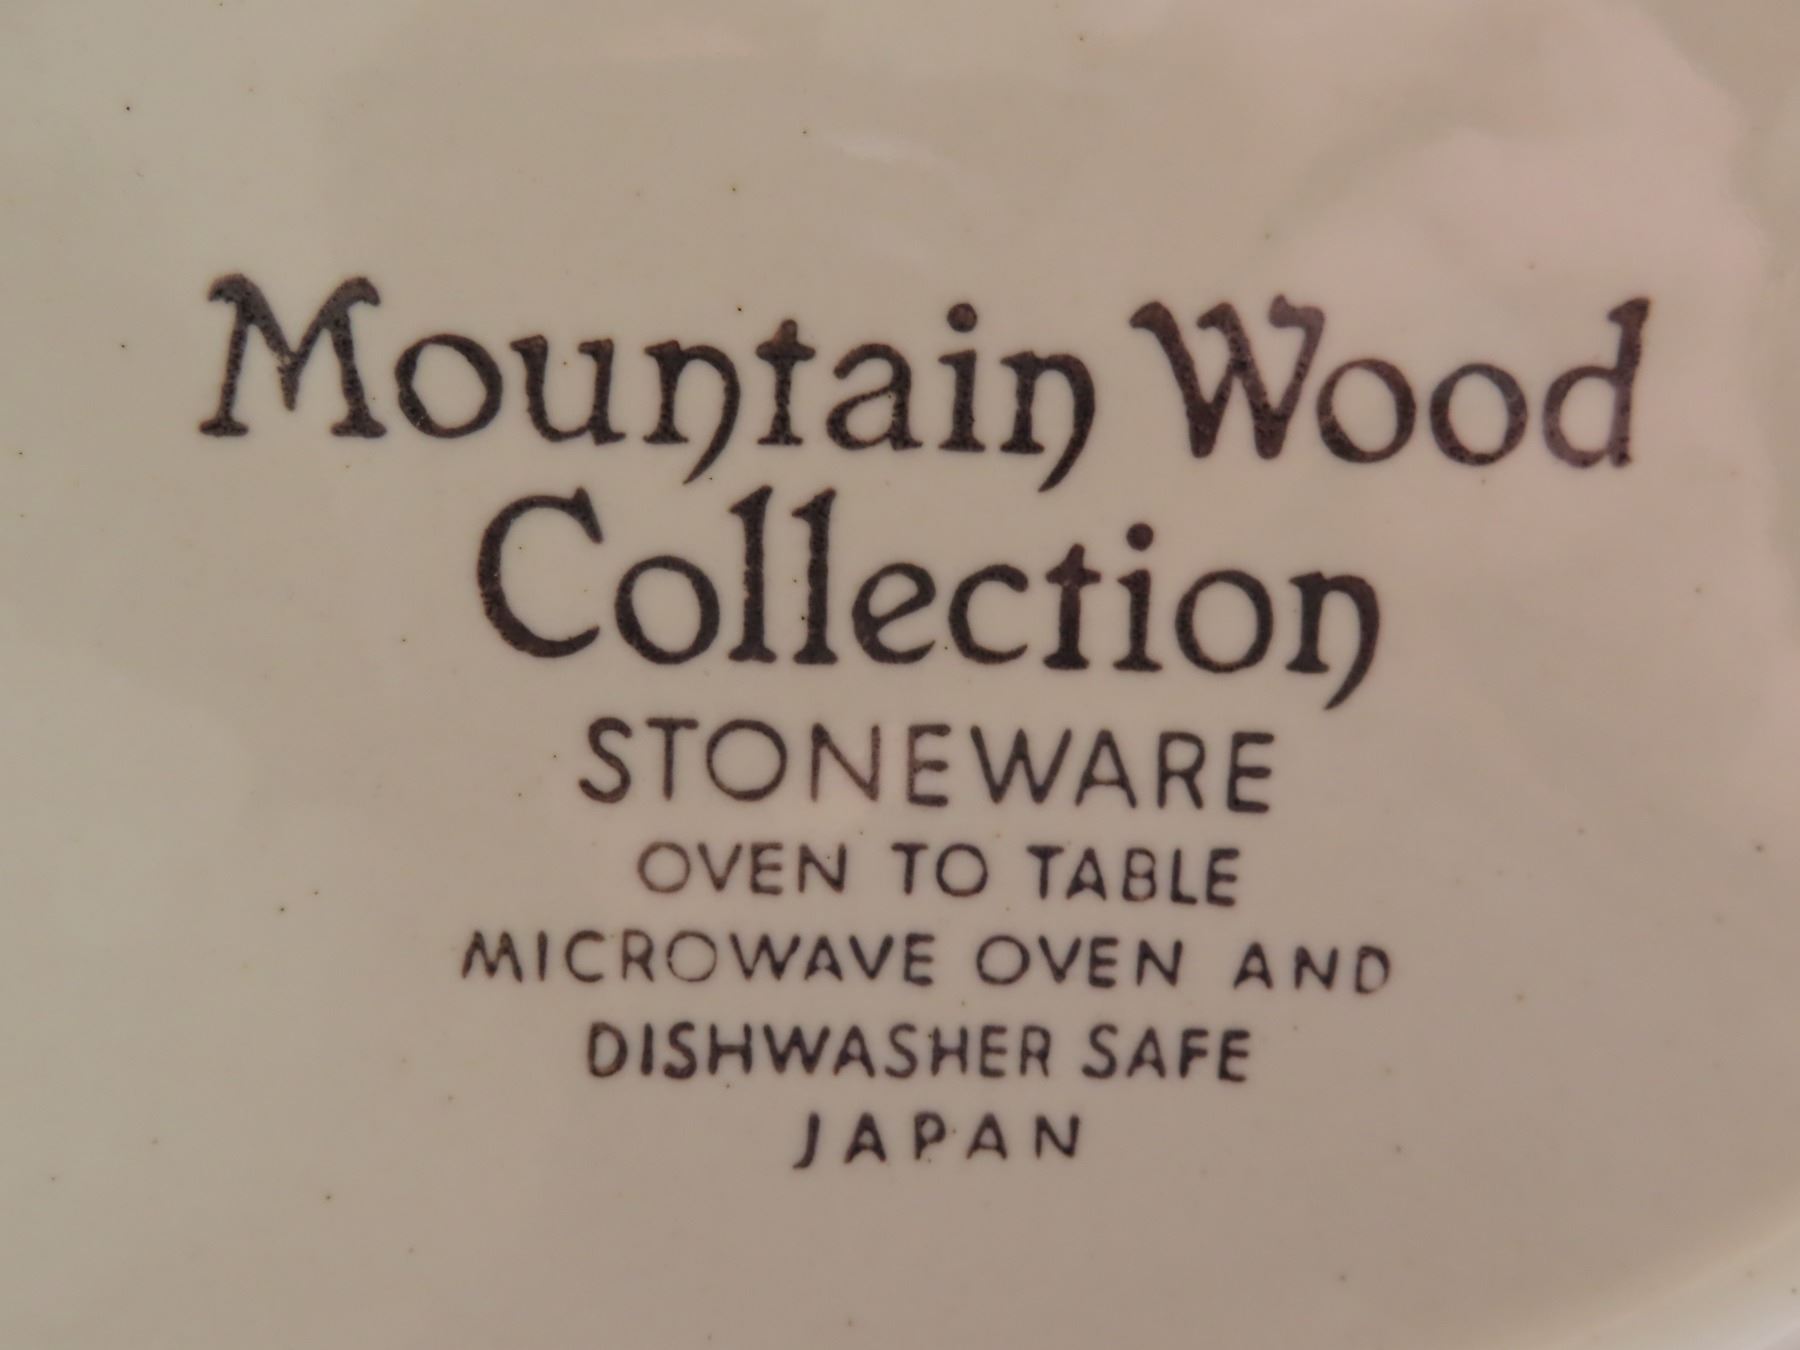 Mountain Wood
Collection
STONEWARE
OVEN TO TABLE
MICROWAVE OVEN AND
DISHWASHER SAFE
JAPAN